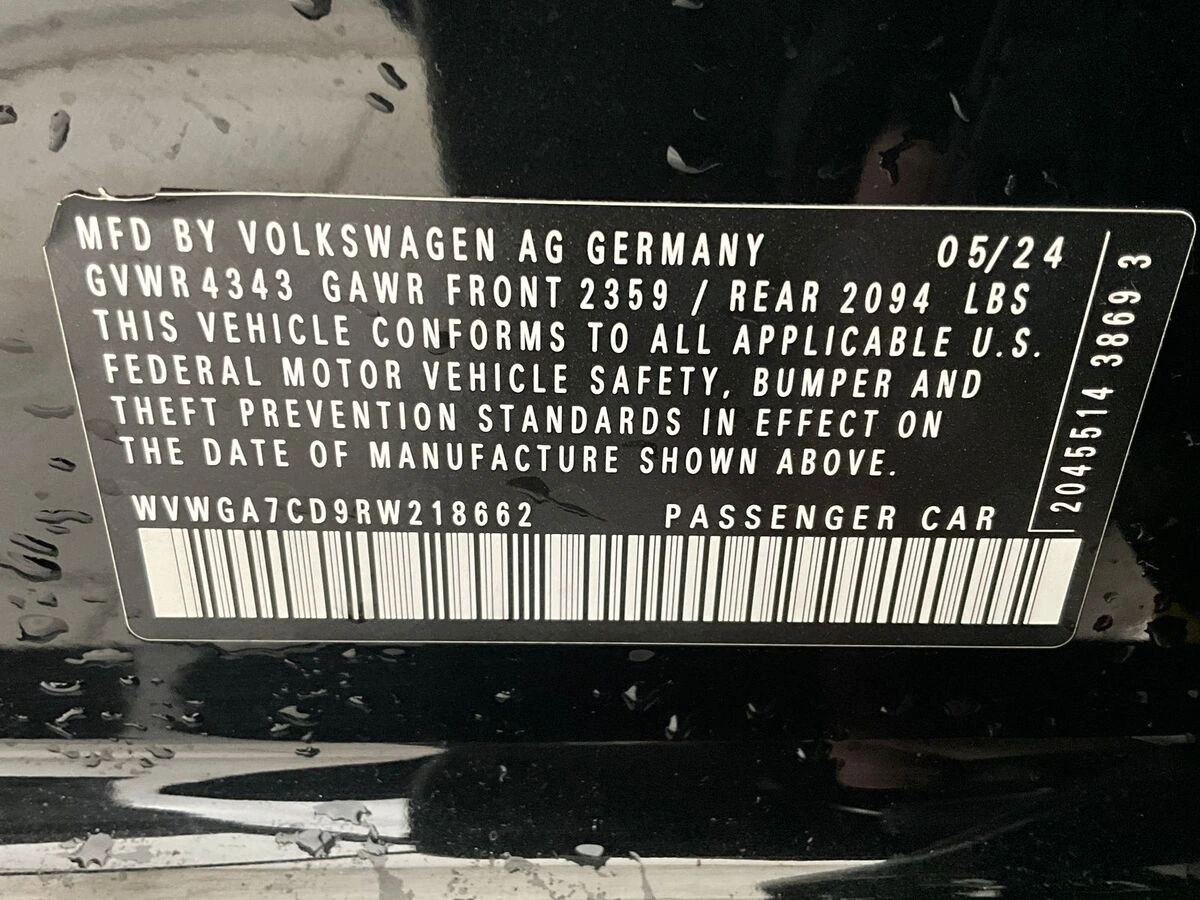 MFD BY VOLKSWAGEN AG GERMANY 05/24
GVWR 4343 GAWR FRONT 2359 / REAR 2094 LBS
THIS VEHICLE CONFORMS TO ALL APPLICABLE U.S.
FEDERAL MOTOR VEHICLE SAFETY, BUMPER AND
THEFT PREVENTION STANDARDS IN EFFECT ON
THE DATE OF MANUFACTURE SHOWN ABOVE.
WVWGA7CD9RW218662 PASSENGER CAR
2045514 3869 3